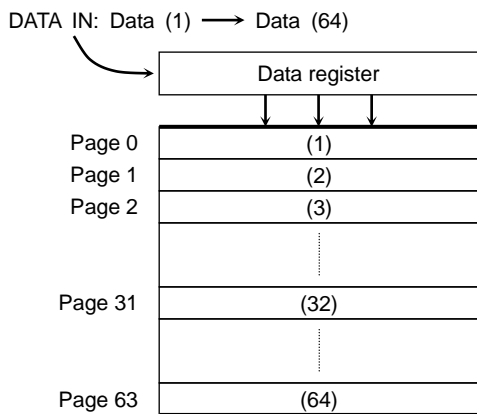 DATA IN: Data (1) Data (64)
Data register
Page 0 (1)
Page 1 (2)
Page 2 (3)
Page 31 (32)
Page 63 (64)